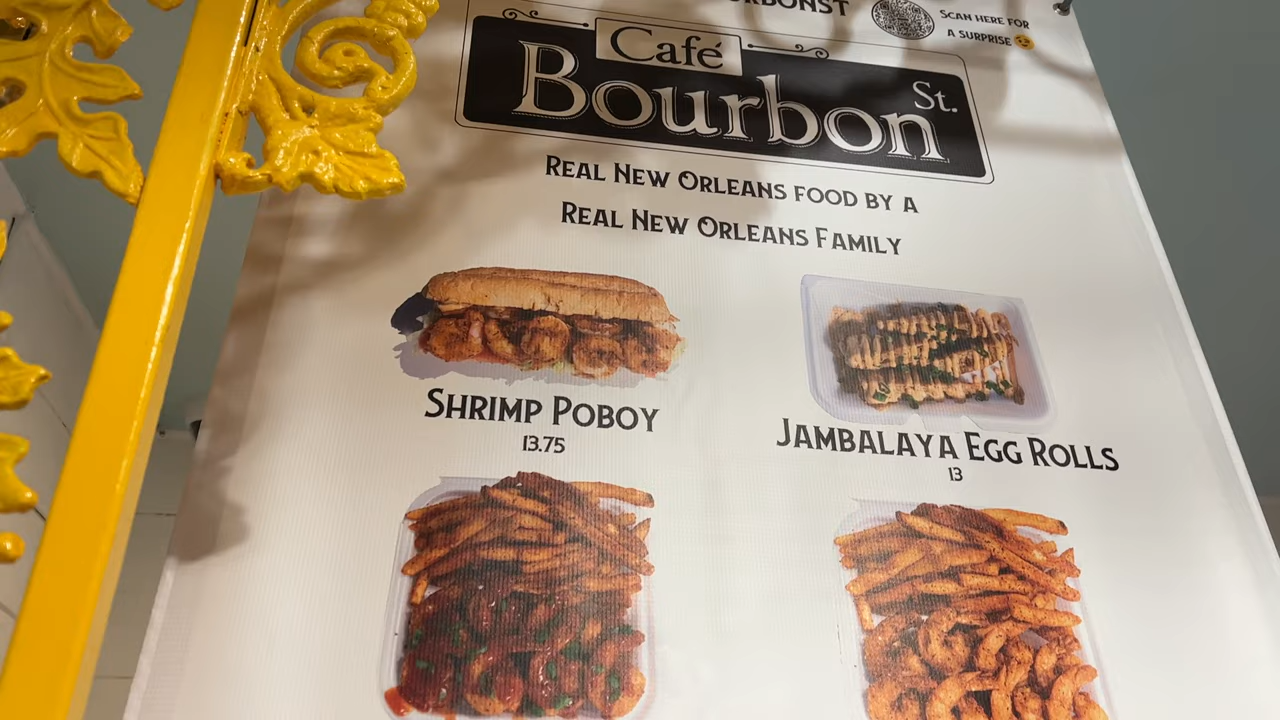 SCAN HERE FOR
A SURPRISE
Café
Bourbon St.
REAL NEW ORLEANS FOOD BY A
REAL NEW ORLEANS FAMILY
SHRIMP POBOY
13.75
JAMBALAYA EGG ROLLS
13